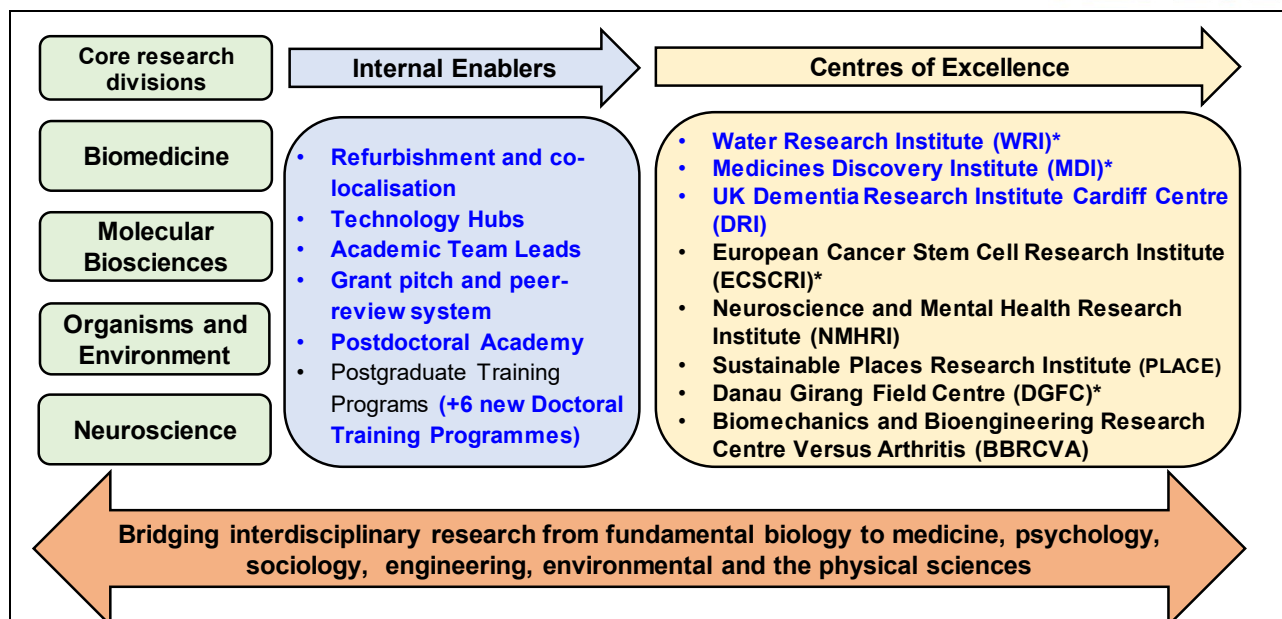 Core research
divisions
Internal Enablers
Centres of Excellence
Biomedicine
Molecular
Biosciences
Organisms and
Environment
Neuroscience
• Refurbishment and co-
localisation
• Technology Hubs
• Academic Team Leads
• Grant pitch and peer-
review system
• Postdoctoral Academy
• Postgraduate Training
Programs (+6 new Doctoral
Training Programmes)
• Water Research Institute (WRI)*
• Medicines Discovery Institute (MDI)*
• UK Dementia Research Institute Cardiff Centre
(DRI)
• European Cancer Stem Cell Research Institute
(ECSCRI)*
• Neuroscience and Mental Health Research
Institute (NMHRI)
• Sustainable Places Research Institute (PLACE)
• Danau Girang Field Centre (DGFC)*
• Biomechanics and Bioengineering Research
Centre Versus Arthritis (BBRCVA)
Bridging interdisciplinary research from fundamental biology to medicine, psychology,
sociology, engineering, environmental and the physical sciences